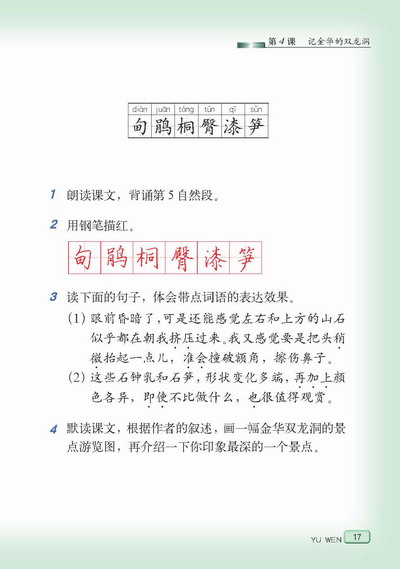 第4课 记金华的双龙洞
diàn juān tóng tún qī sǔn
甸鹃桐臀漆笋
1 朗读课文，背诵第5自然段。
2 用钢笔描红。
甸鹃桐臀漆笋
3 读下面的句子，体会带点词语的表达效果。
(1) 眼前昏暗了，可是还能感觉左右和上方的山石
似乎都在朝我挤压过来。我又感觉要是把头稍
微抬起一点儿，准会撞破额角，擦伤鼻子。
(2) 这些石钟乳和石笋，形状变化多端，再加上颜
色各异，即使不比做什么，也很值得观赏。
4 默读课文，根据作者的叙述，画一幅金华双龙洞的景
点游览图，再介绍一下你印象最深的一个景点。
YU WEN 17